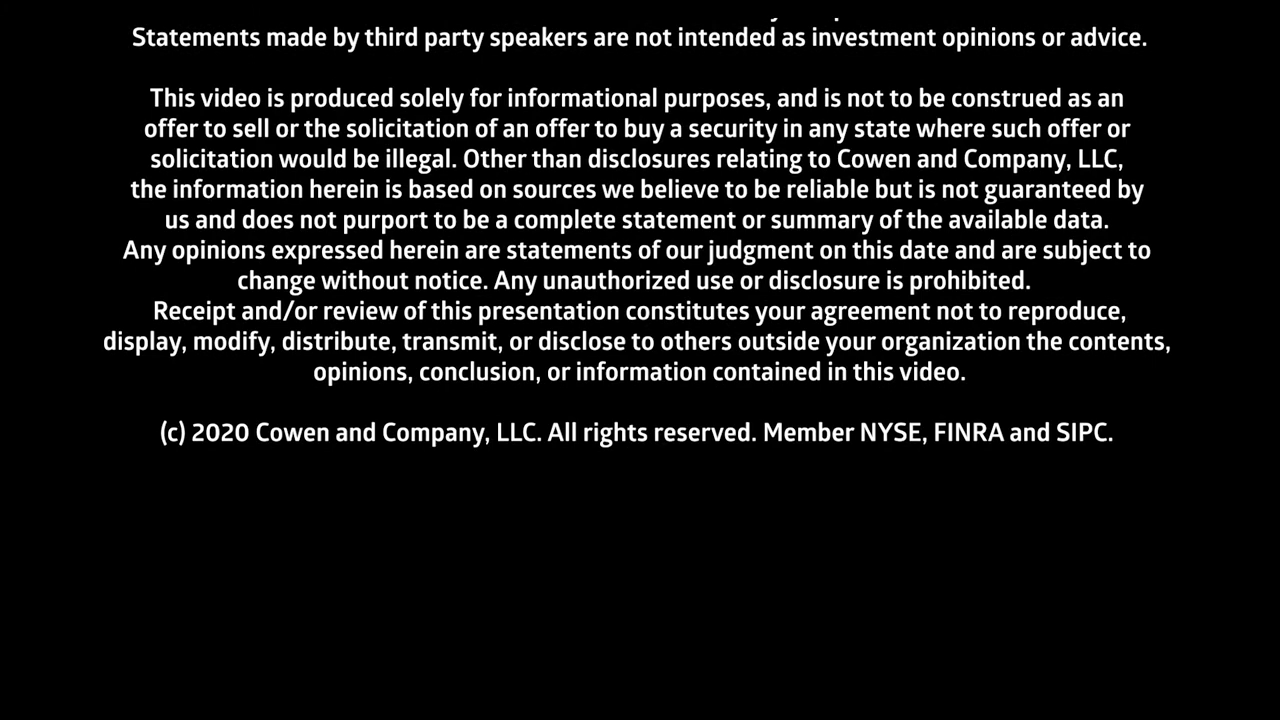 Statements made by third party speakers are not intended as investment opinions or advice.
This video is produced solely for informational purposes, and is not to be construed as an
offer to sell or the solicitation of an offer to buy a security in any state where such offer or
solicitation would be illegal. Other than disclosures relating to Cowen and Company, LLC,
the information herein is based on sources we believe to be reliable but is not guaranteed by
us and does not purport to be a complete statement or summary of the available data.
Any opinions expressed herein are statements of our judgment on this date and are subject to
change without notice. Any unauthorized use or disclosure is prohibited.
Receipt and/or review of this presentation constitutes your agreement not to reproduce,
display, modify, distribute, transmit, or disclose to others outside your organization the contents,
opinions, conclusion, or information contained in this video.
(c) 2020 Cowen and Company, LLC. All rights reserved. Member NYSE, FINRA and SIPC.